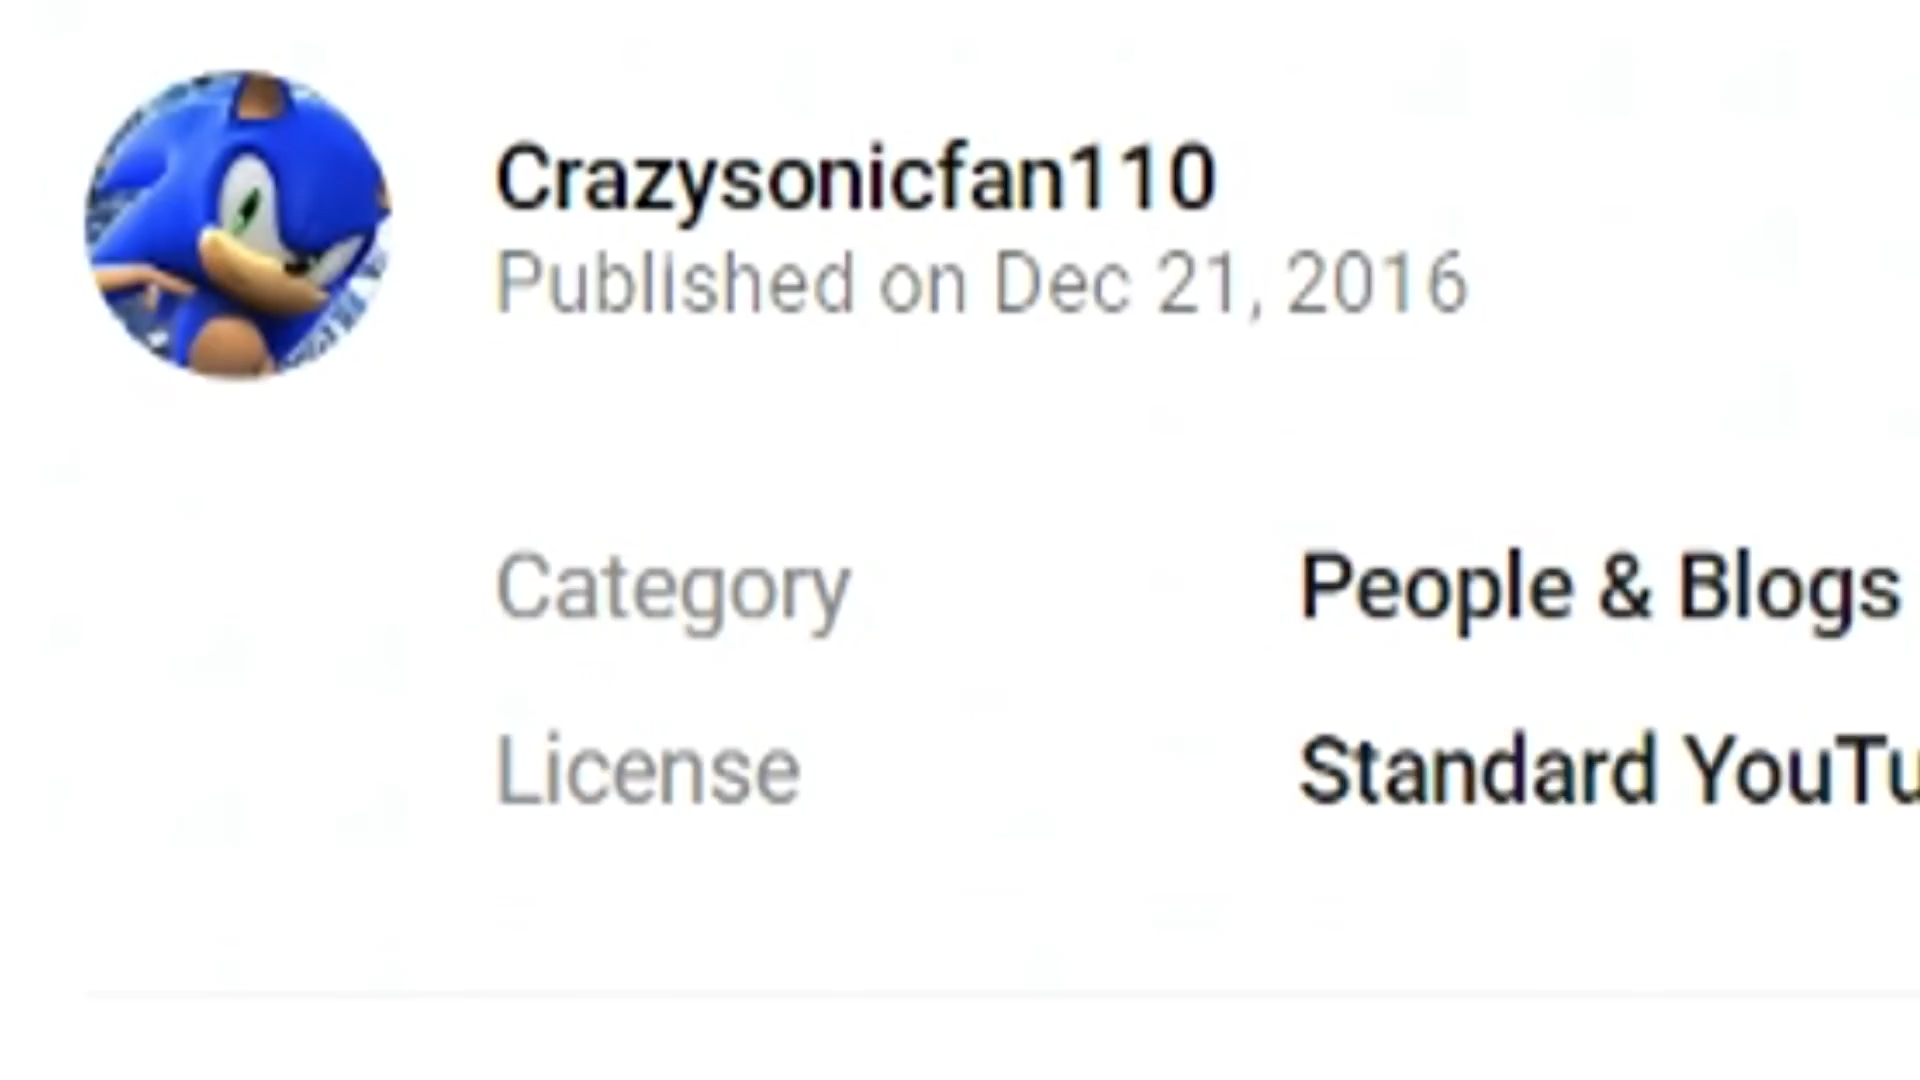 Crazysonicfan110
Published on Dec 21, 2016
Category People & Blogs
License Standard YouTu